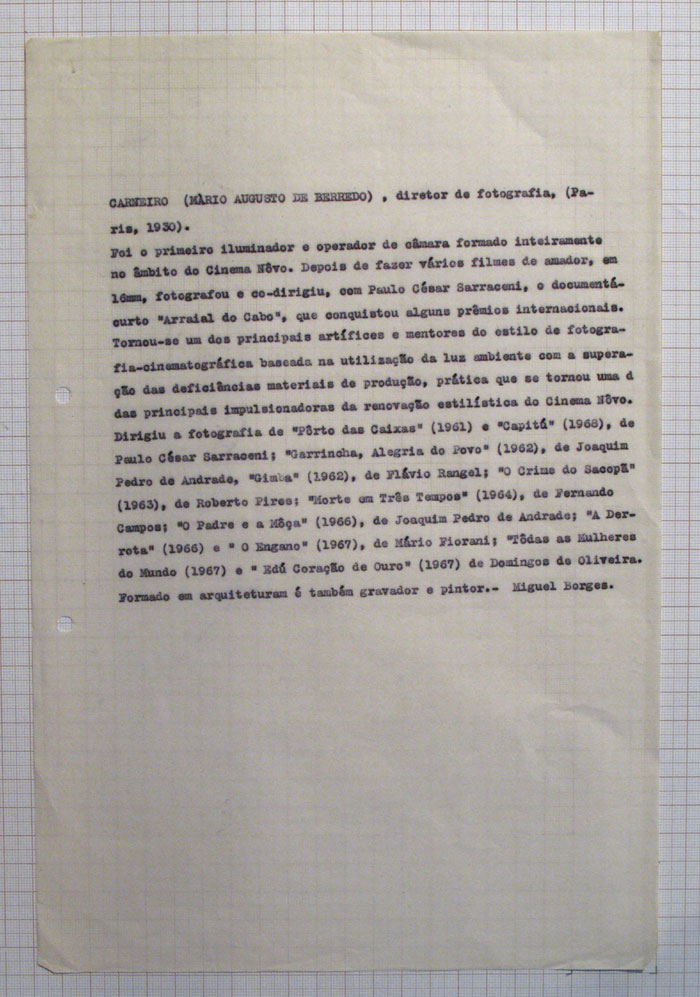 CARNEIRO (MÀRIO AUGUSTO DE BERREDO) , diretor de fotografia, (Pa-
ris, 1930).
Foi o primeiro iluminador e operador de câmara formado inteiramente
no âmbito do Cinema Nôvo. Depois de fazer vários filmes de amador, em
16mm, fotografou e co-dirigiu, com Paulo César Sarraceni, o documentá-
curto "Arraial do Cabo", que conquistou alguns prêmios internacionais.
Tornou-se um dos principais artífices e mentores do estilo de fotogra-
fia-cinematográfica baseada na utilização da luz ambiente com a supera-
ção das deficiências materiais de produção, prática que se tornou uma d
das principais impulsionadoras da renovação estilística do Cinema Nôvo.
Dirigiu a fotografia de "Pôrto das Caixas" (1961) e "Capitú" (1968), de
Paulo César Sarraceni; "Garrincha, Alegria do Povo" (1962), de Joaquim
Pedro de Andrade, "Gimba" (1962), de Flávio Rangel; "O Crime do Sacopã"
(1963), de Roberto Pires; "Morte em Três Tempos" (1964), de Fernando
Campos; "O Padre e a Môça" (1966), de Joaquim Pedro de Andrade; "A Der-
rota" (1966) e " O Engano" (1967), de Mário Fiorani; "Tôdas as Mulheres
do Mundo (1967) e " Edú Coração de Ouro" (1967) de Domingos de Oliveira.
Formado em arquiteturam é também gravador e pintor.- Miguel Borges.